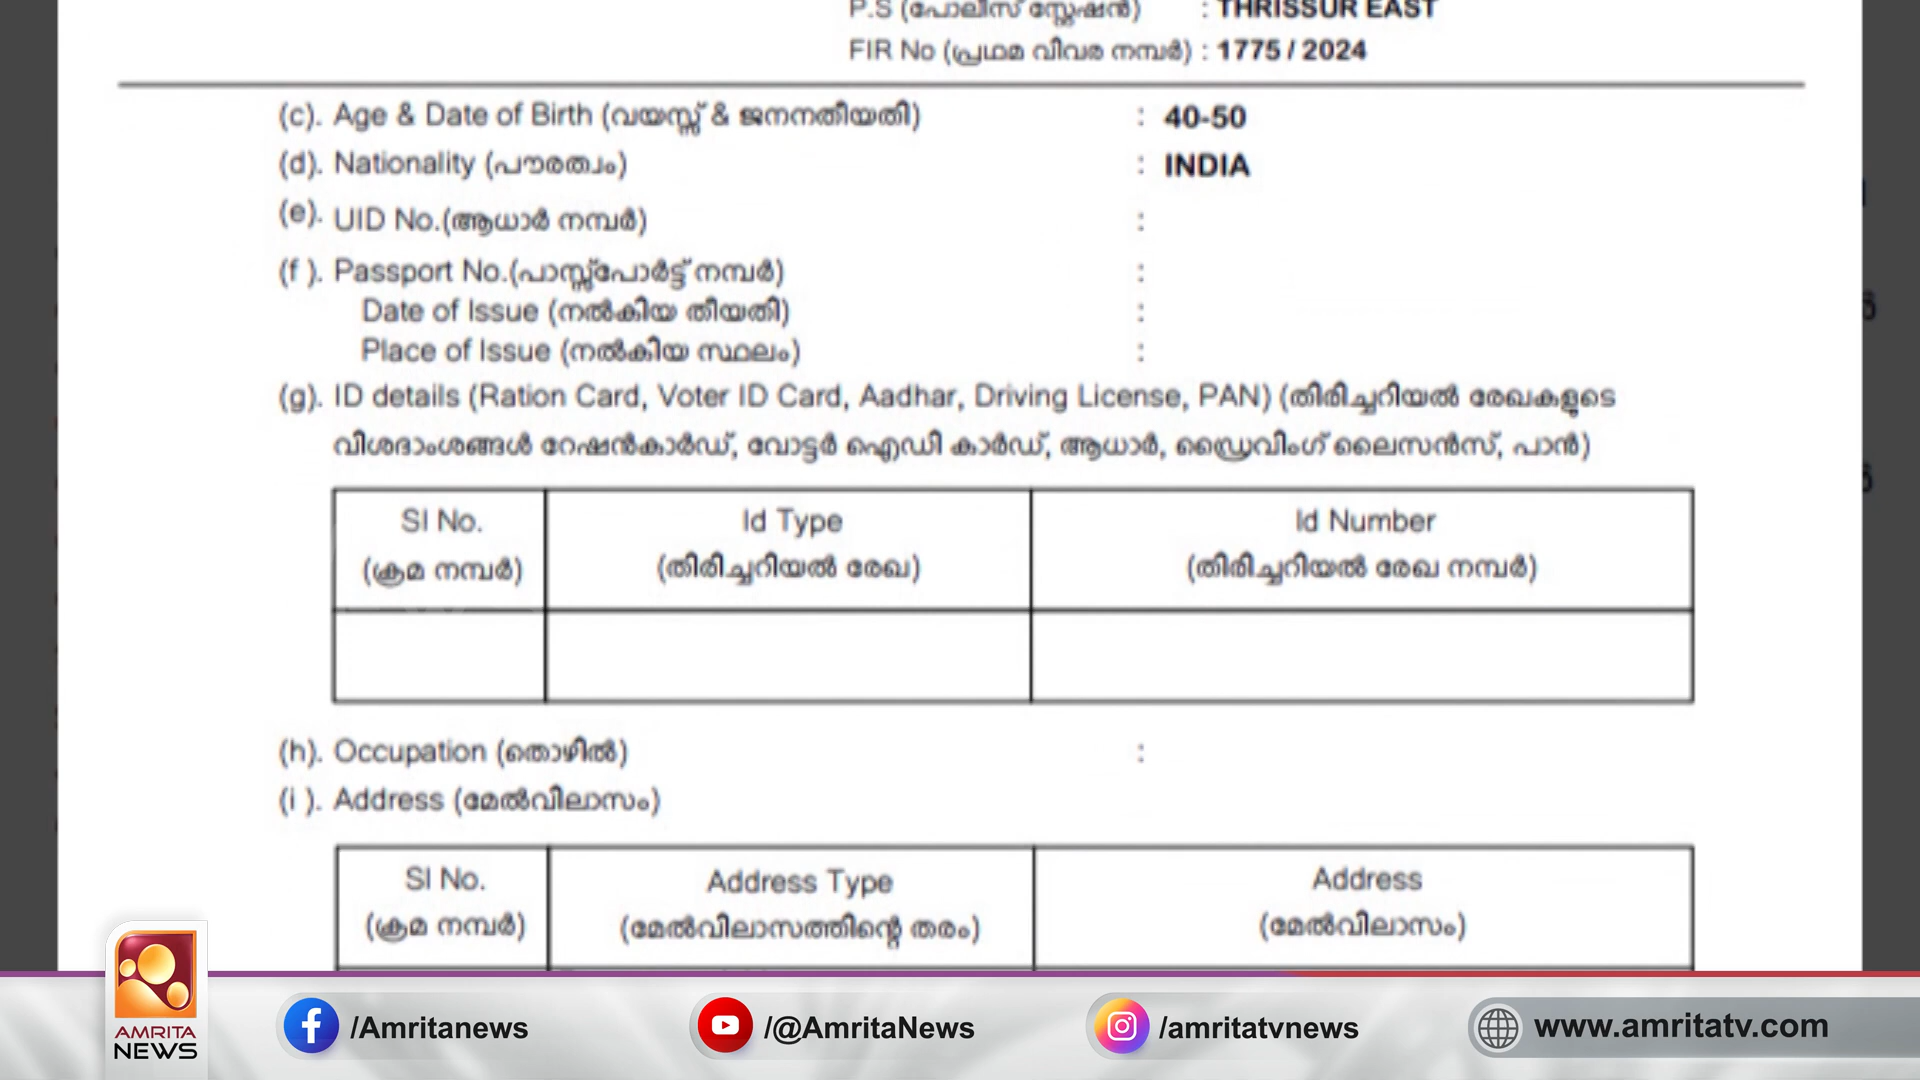 P.S (പോലീസ് സ്റ്റേഷൻ) : THRISSUR EAST
FIR No (പ്രഥമ വിവര നമ്പർ) : 1775 / 2024
(c). Age & Date of Birth (വയസ്സ് & ജനനതീയതി) : 40-50
(d). Nationality (പൗരത്വം) : INDIA
(e). UID No.(ആധാർ നമ്പർ) :
(f ). Passport No.(പാസ്സ്പോർട്ട് നമ്പർ) :
Date of Issue (നൽകിയ തീയതി) :
Place of Issue (നൽകിയ സ്ഥലം) :
(g). ID details (Ration Card, Voter ID Card, Aadhar, Driving License, PAN) (തിരിച്ചറിയൽ രേഖകളുടെ
വിശദാംശങ്ങൾ റേഷൻകാർഡ്, വോട്ടർ ഐഡി കാർഡ്, ആധാർ, ഡ്രൈവിംഗ് ലൈസൻസ്, പാൻ)
Sl No. Id Type Id Number
(ക്രമ നമ്പർ) (തിരിച്ചറിയൽ രേഖ) (തിരിച്ചറിയൽ രേഖ നമ്പർ)
(h). Occupation (തൊഴിൽ) :
(i ). Address (മേൽവിലാസം)
Sl No. Address Type Address
(ക്രമ നമ്പർ) (മേൽവിലാസത്തിന്റെ തരം) (മേൽവിലാസം)
AMRITA
NEWS
/Amritanews /@AmritaNews /amritatvnews www.amritatv.com